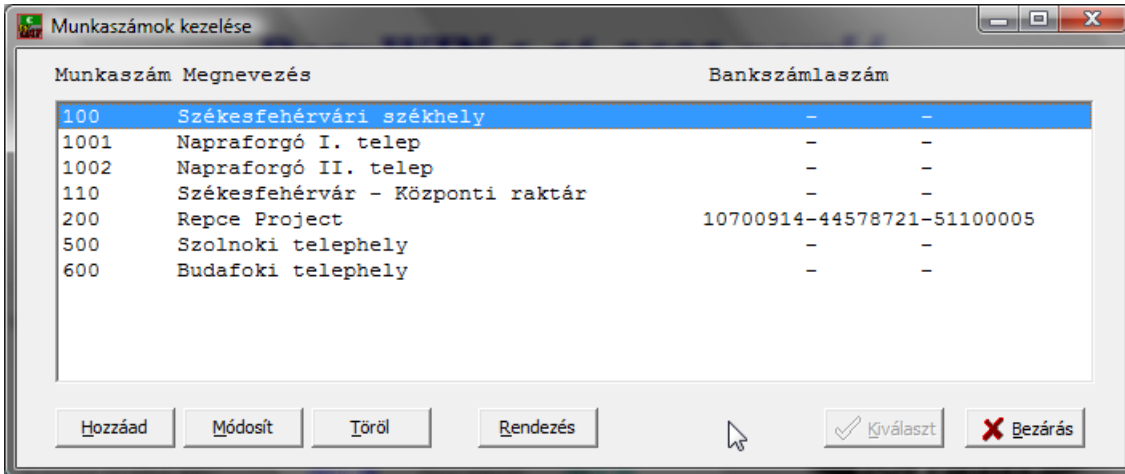 Munkaszámok kezelése
Munkaszám Megnevezés Bankszámlaszám
100 Székesfehérvári székhely - -
1001 Napraforgó I. telep - -
1002 Napraforgó II. telep - -
110 Székesfehérvár - Központi raktár - -
200 Repce Project 10700914-44578721-51100005
500 Szolnoki telephely - -
600 Budafoki telephely - -
Hozzáad Módosít Töröl Rendezés Kiválaszt Bezárás